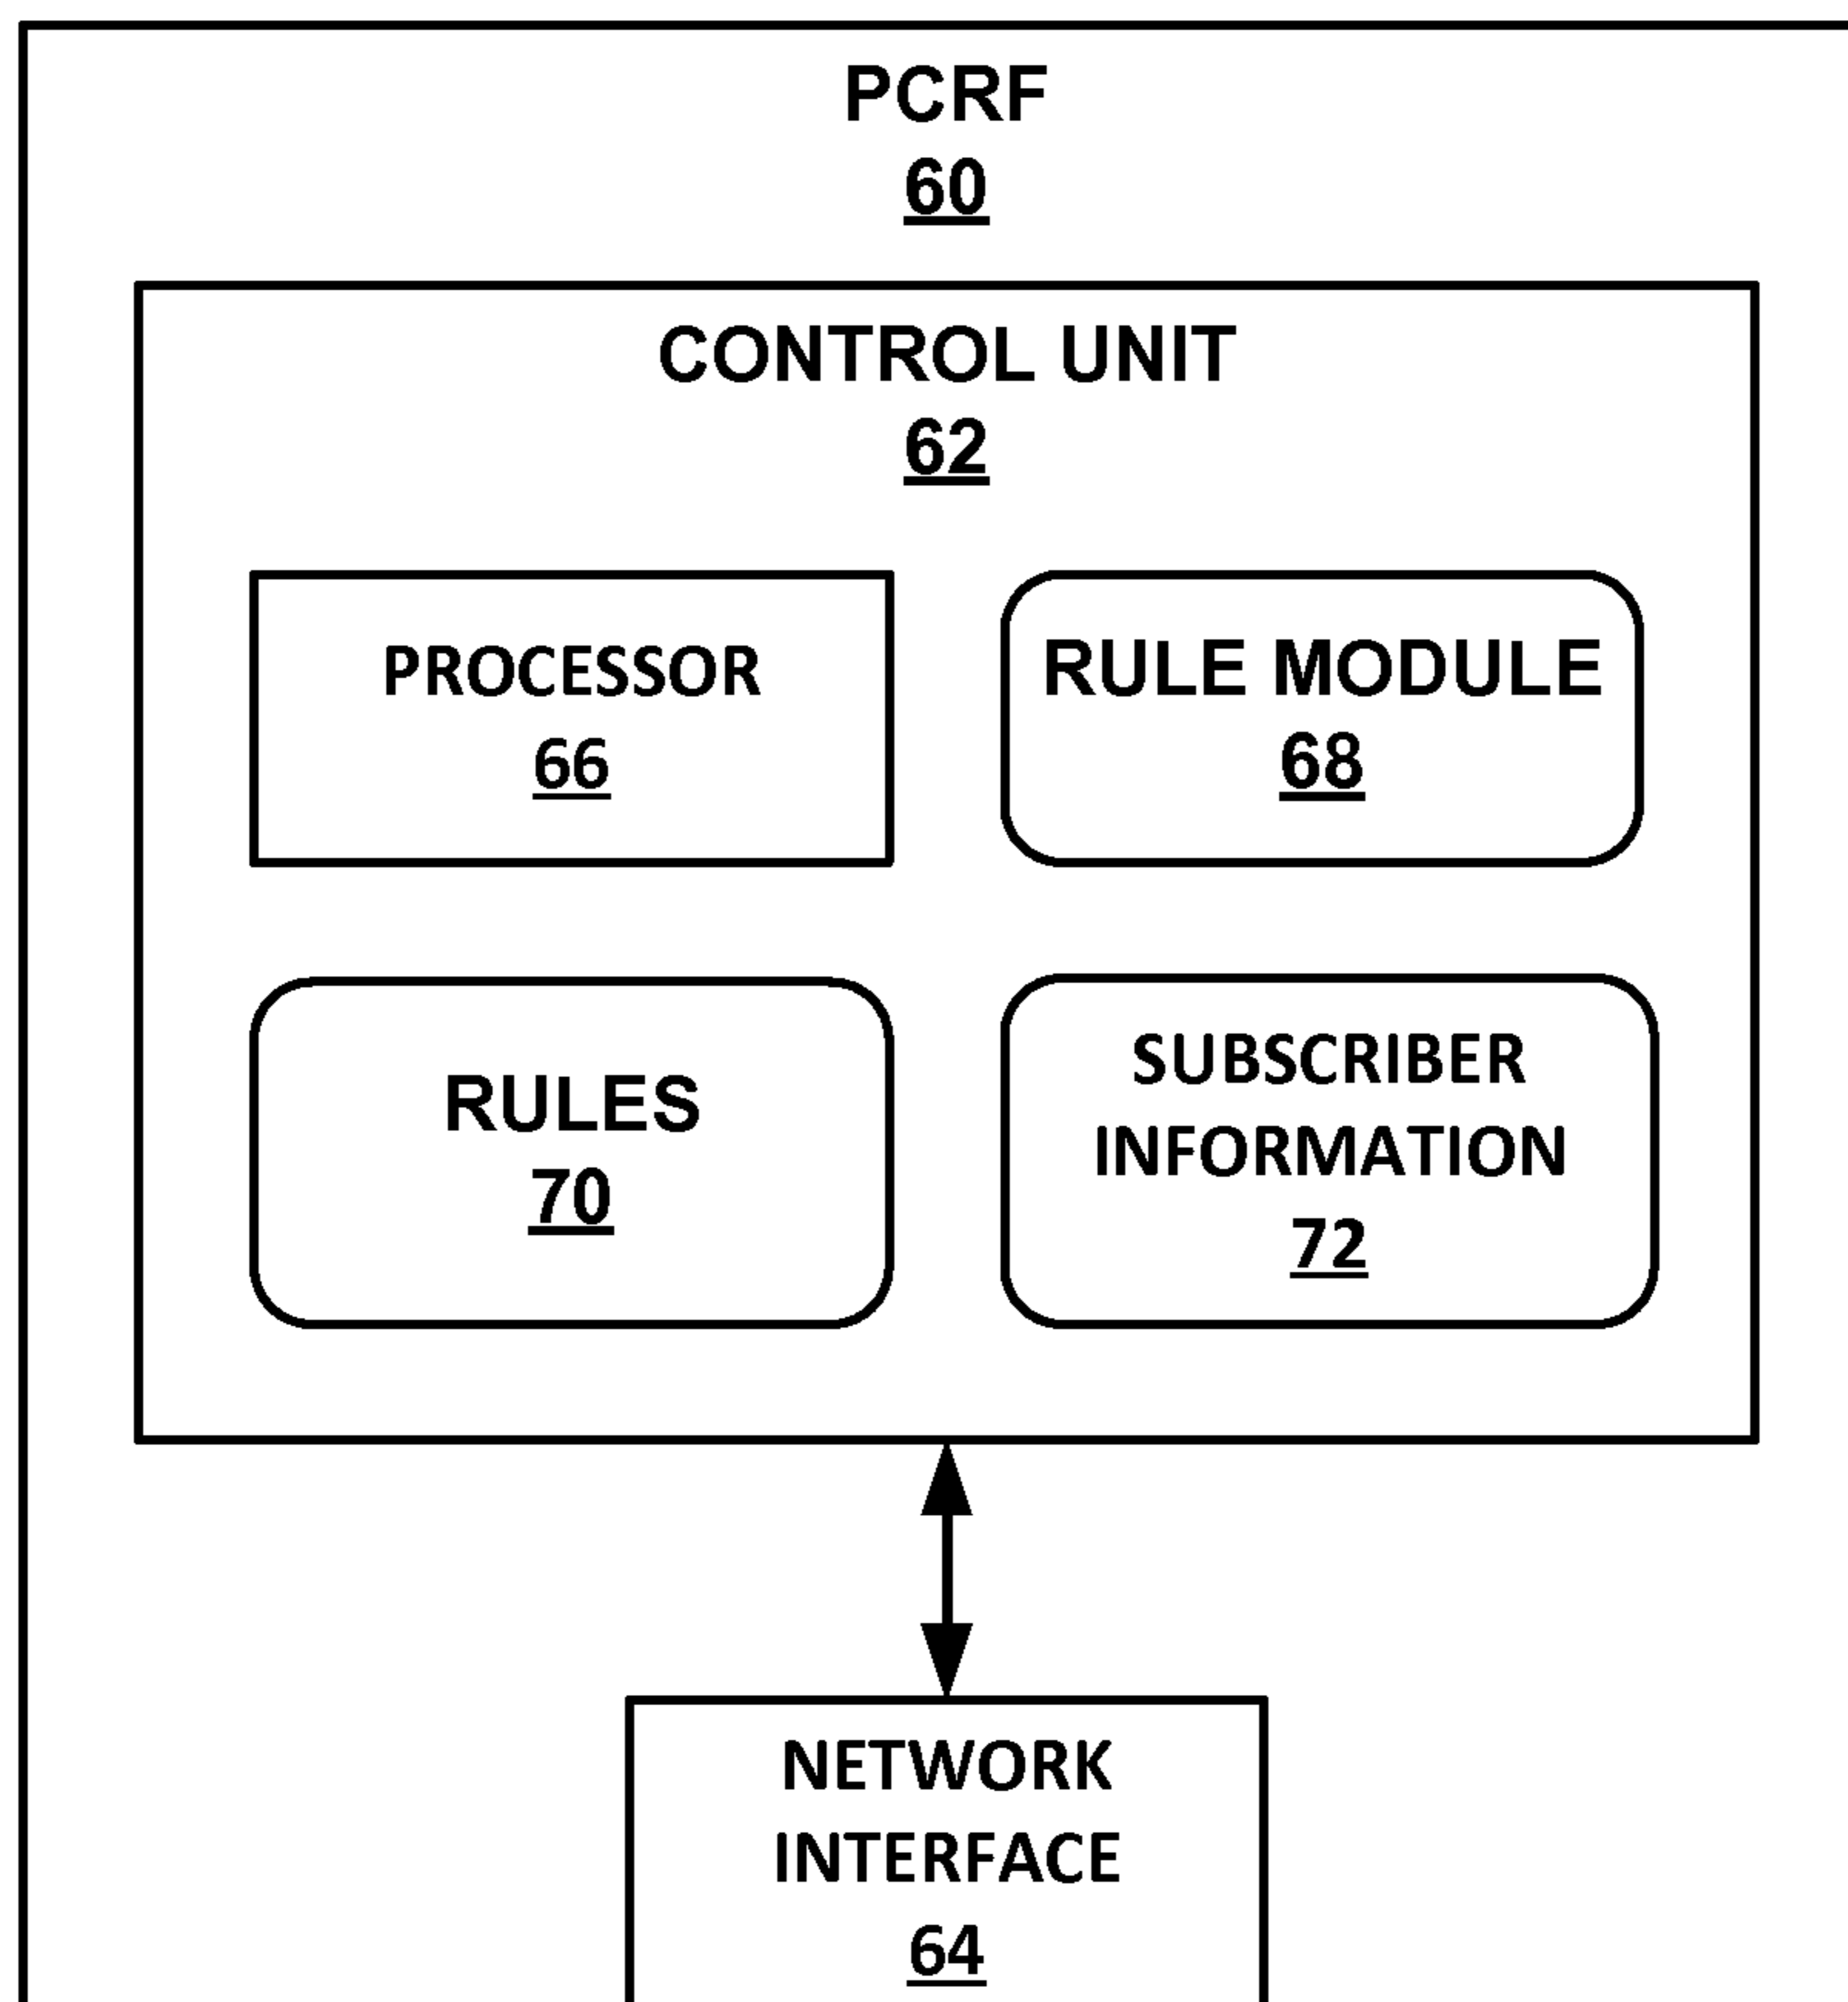 PCRF
60
CONTROL UNIT
62
PROCESSOR
66
RULE MODULE
68
RULES
70
SUBSCRIBER
INFORMATION
72
NETWORK
INTERFACE
64